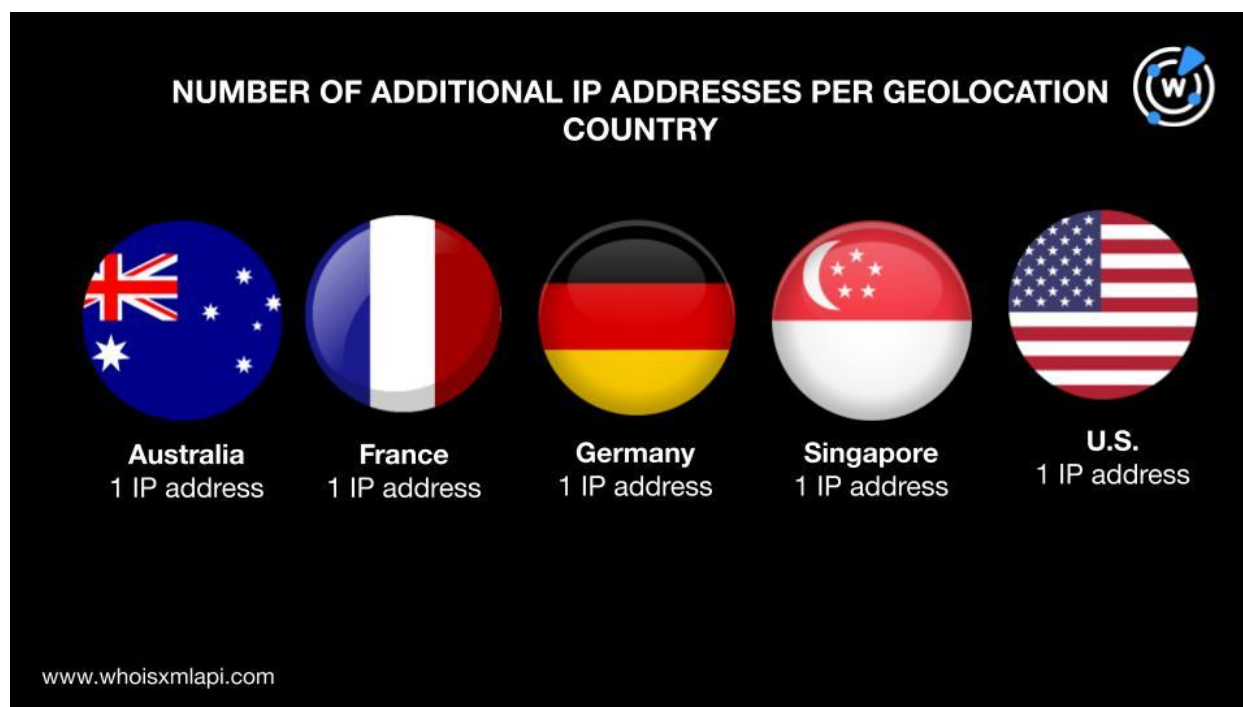 NUMBER OF ADDITIONAL IP ADDRESSES PER GEOLOCATION
COUNTRY
W
Australia
1 IP address
France
1 IP address
Germany
1 IP address
Singapore
1 IP address
U.S.
1 IP address
www.whoisxmlapi.com